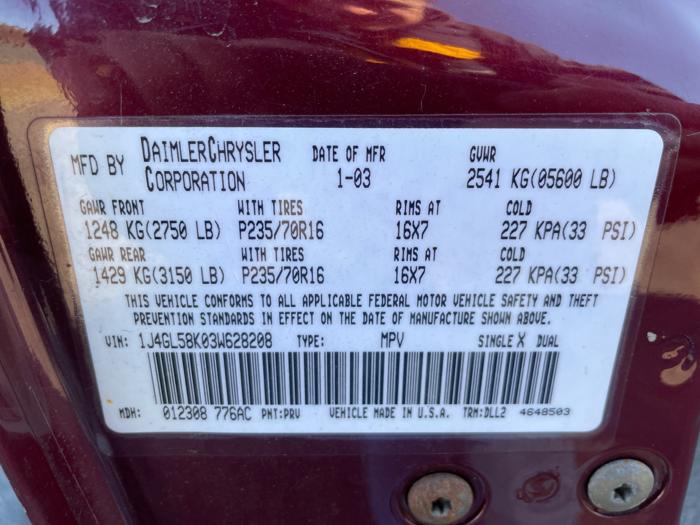 MFD BY DAIMLERCHRYSLER CORPORATION DATE OF MFR 1-03 GVWR 2541 KG(05600 LB)
GAWR FRONT WITH TIRES RIMS AT COLD
1248 KG(2750 LB) P235/70R16 16X7 227 KPA(33 PSI)
GAWR REAR WITH TIRES RIMS AT COLD
1429 KG(3150 LB) P235/70R16 16X7 227 KPA(33 PSI)
THIS VEHICLE CONFORMS TO ALL APPLICABLE FEDERAL MOTOR VEHICLE SAFETY AND THEFT
PREVENTION STANDARDS IN EFFECT ON THE DATE OF MANUFACTURE SHOWN ABOVE.
VIN: 1J4GL58K03W628208 TYPE: MPV SINGLE X DUAL
MDH: 012308 776AC PNT:PRV VEHICLE MADE IN U.S.A. TRM:DLL2 4648503